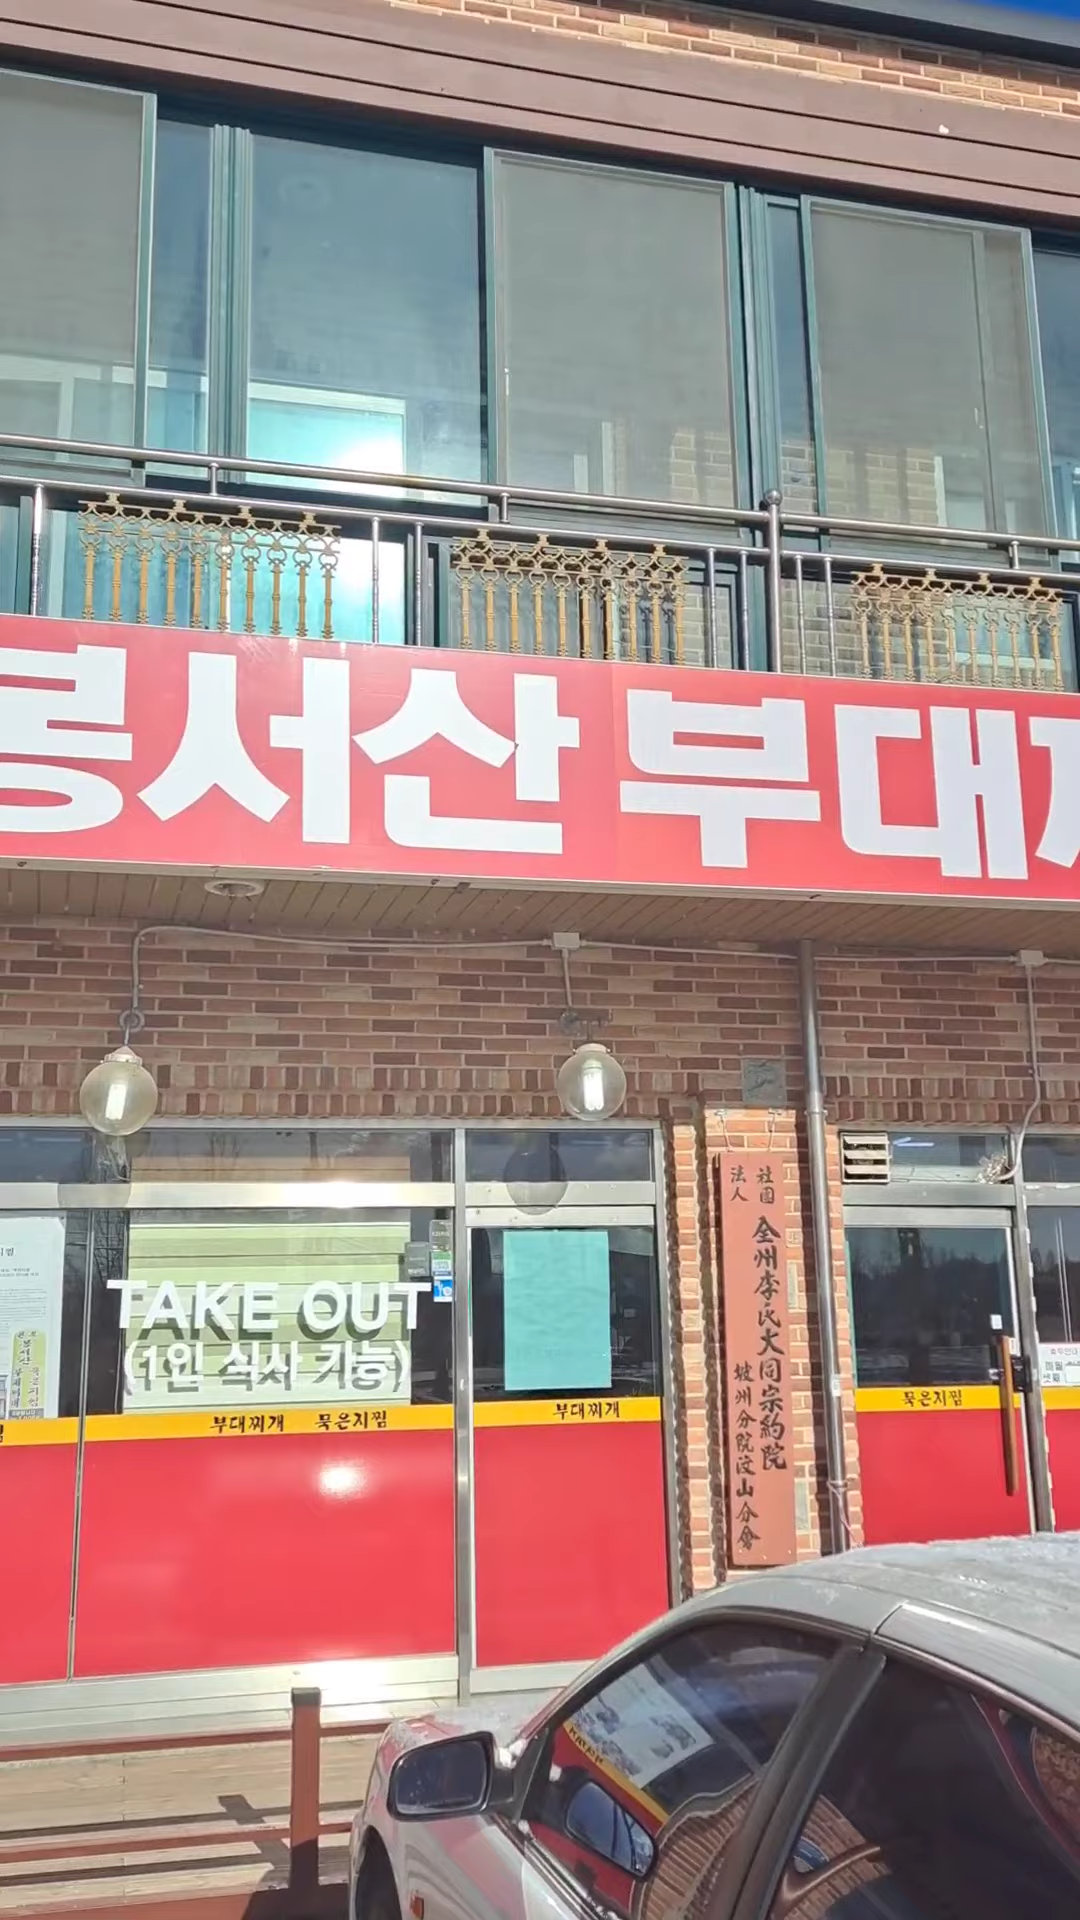 봉서산 부대
TAKE OUT
(1인 식사 가능)
부대찌개 묵은지찜
부대찌개
社団
法人
全州李氏大同宗約院
坡州分院汶山分會
묵은지찜